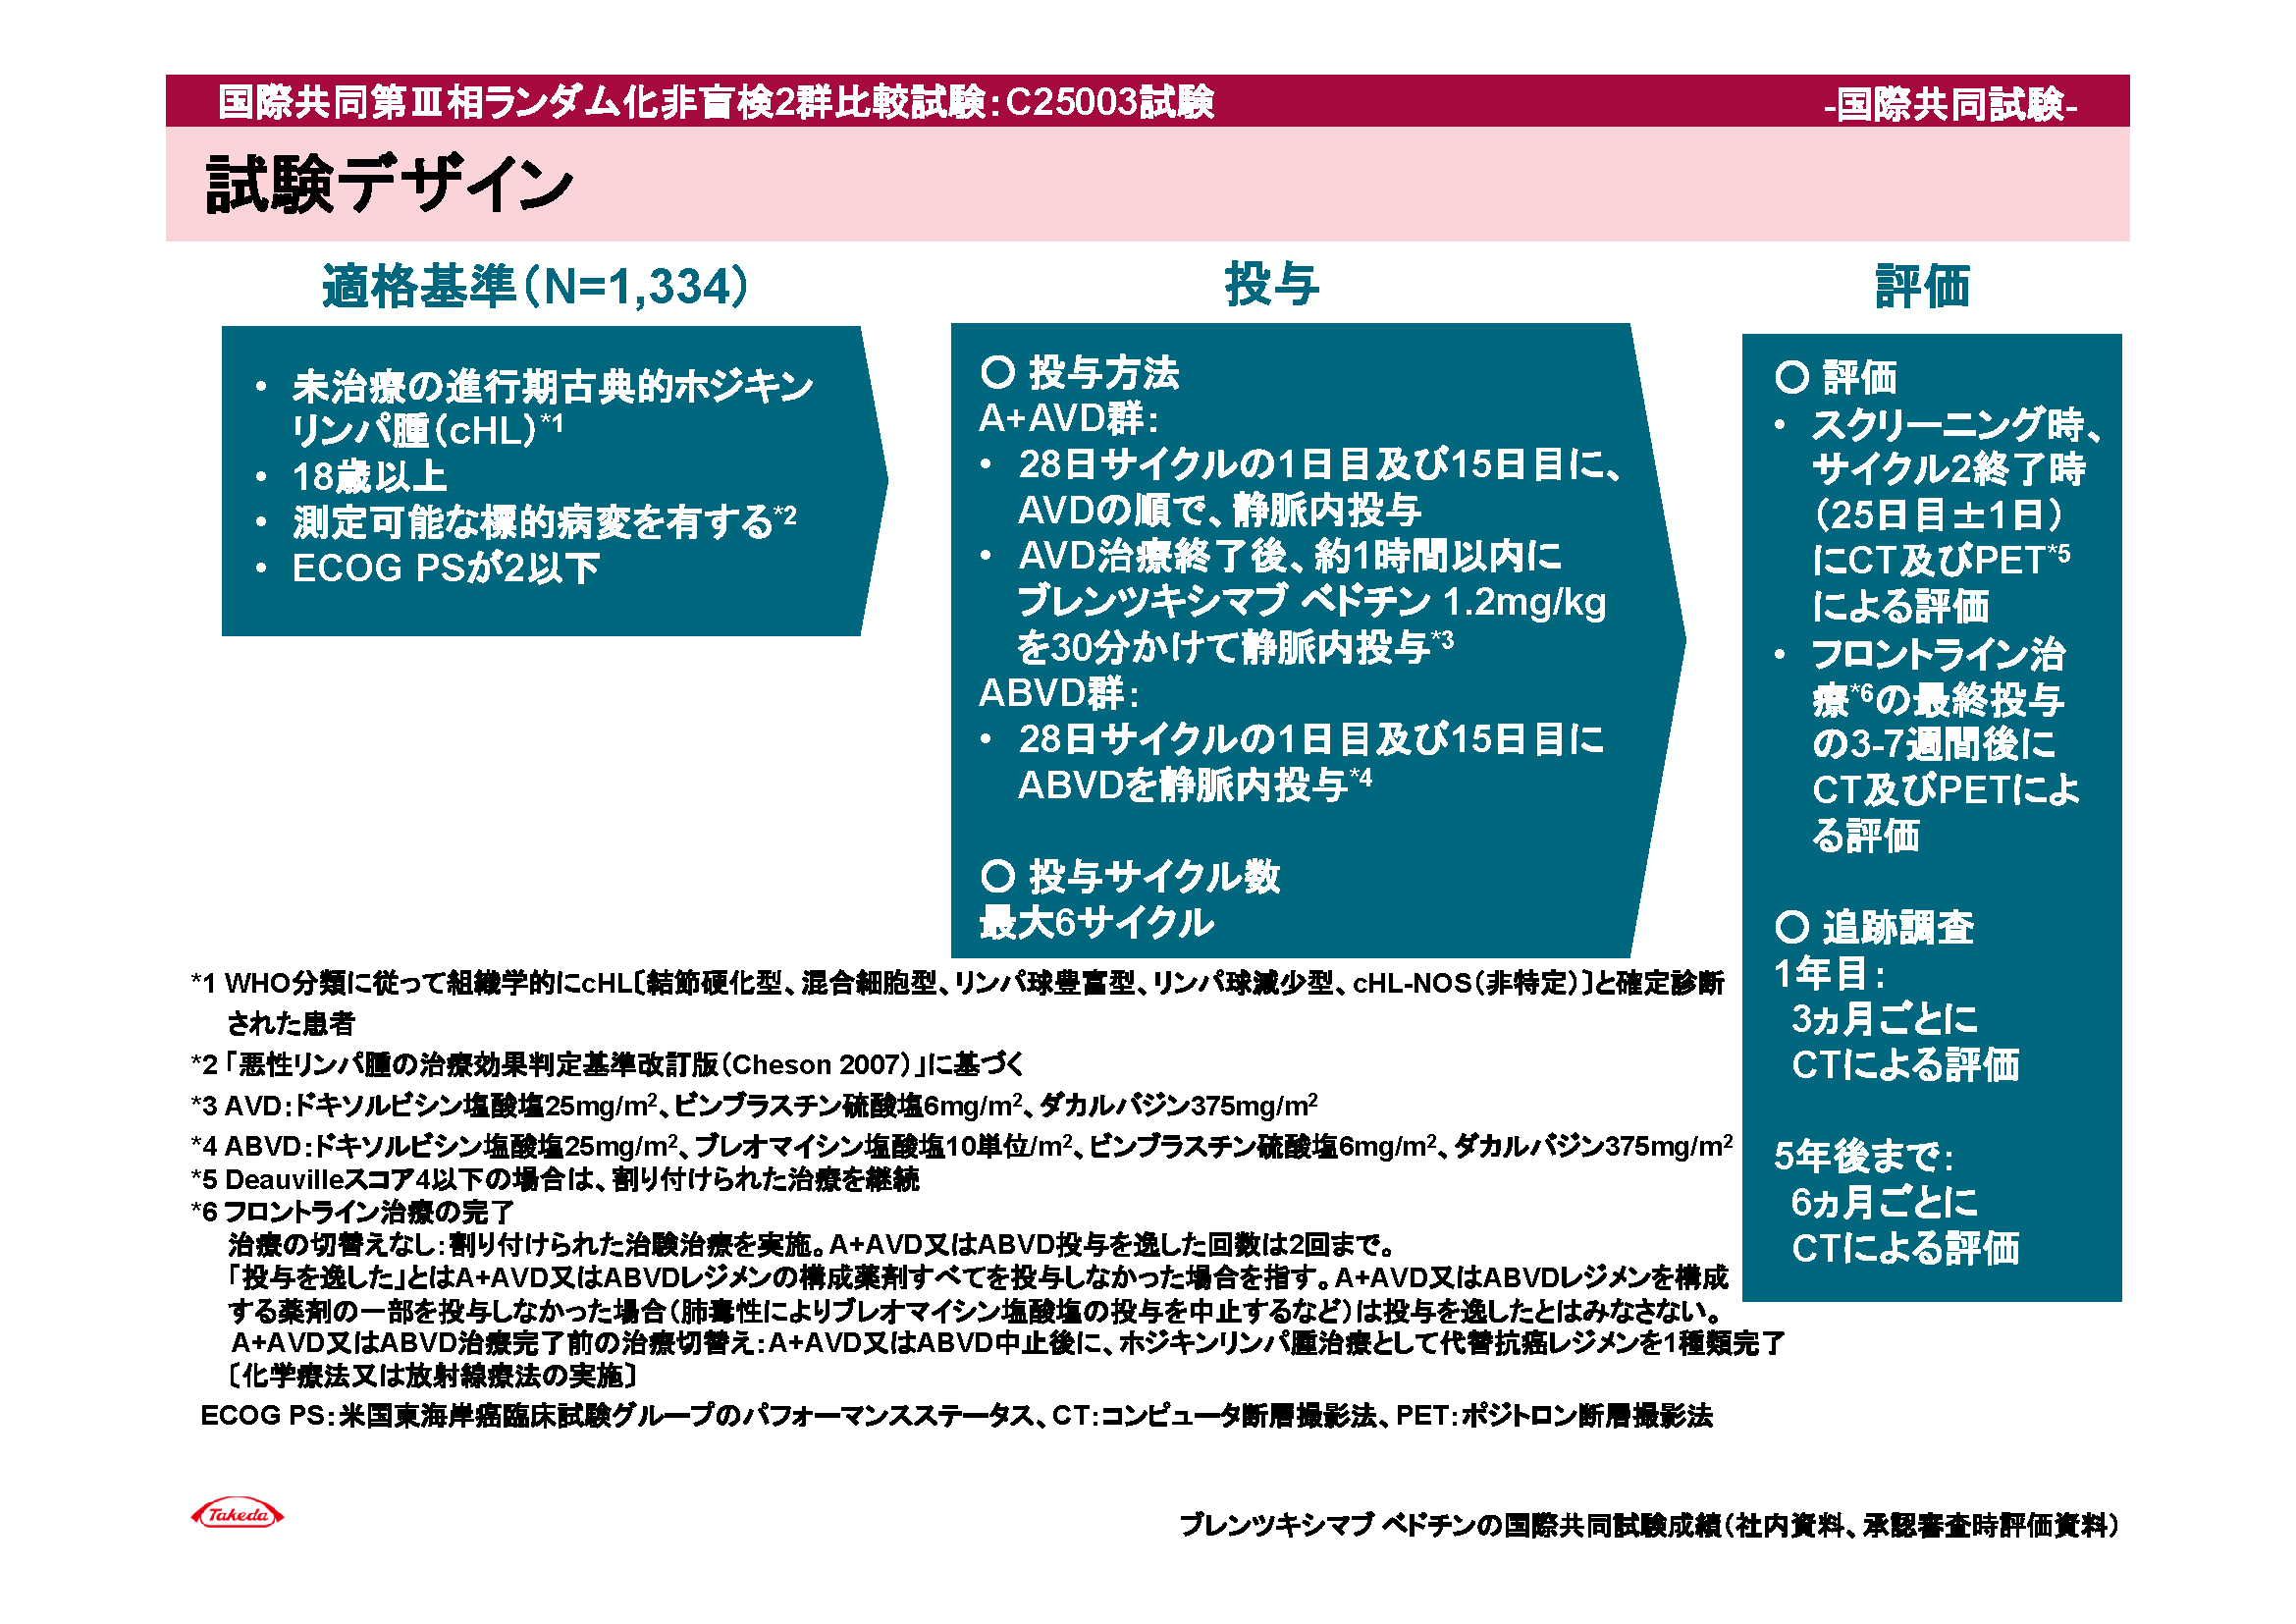 国際共同第Ⅲ相ランダム化非盲検2群比較試験：C25003試験
-国際共同試験-
試験デザイン
適格基準（N=1,334）
• 未治療の進行期古典的ホジキン
リンパ腫（cHL）*1
• 18歳以上
• 測定可能な標的病変を有する*2
• ECOG PSが2以下
投与
○ 投与方法
A+AVD群：
• 28日サイクルの1日目及び15日目に、
AVDの順で、静脈内投与
• AVD治療終了後、約1時間以内に
ブレンツキシマブ ベドチン 1.2mg/kg
を30分かけて静脈内投与*3
ABVD群：
• 28日サイクルの1日目及び15日目に
ABVDを静脈内投与*4
○ 投与サイクル数
最大6サイクル
評価
○ 評価
• スクリーニング時、
サイクル2終了時
（25日目±1日）
にCT及びPET*5
による評価
• フロントライン治
療*6の最終投与
の3-7週間後に
CT及びPETによ
る評価
○ 追跡調査
1年目：
3ヵ月ごとに
CTによる評価
5年後まで：
6ヵ月ごとに
CTによる評価
*1 WHO分類に従って組織学的にcHL〔結節硬化型、混合細胞型、リンパ球豊富型、リンパ球減少型、cHL-NOS（非特定）〕と確定診断
された患者
*2 「悪性リンパ腫の治療効果判定基準改訂版（Cheson 2007）」に基づく
*3 AVD：ドキソルビシン塩酸塩25mg/m2、ビンブラスチン硫酸塩6mg/m2、ダカルバジン375mg/m2
*4 ABVD：ドキソルビシン塩酸塩25mg/m2、ブレオマイシン塩酸塩10単位/m2、ビンブラスチン硫酸塩6mg/m2、ダカルバジン375mg/m2
*5 Deauvilleスコア4以下の場合は、割り付けられた治療を継続
*6 フロントライン治療の完了
治療の切替えなし：割り付けられた治験治療を実施。A+AVD又はABVD投与を逸した回数は2回まで。
「投与を逸した」とはA+AVD又はABVDレジメンの構成薬剤すべてを投与しなかった場合を指す。A+AVD又はABVDレジメンを構成
する薬剤の一部を投与しなかった場合（肺毒性によりブレオマイシン塩酸塩の投与を中止するなど）は投与を逸したとはみなさない。
A+AVD又はABVD治療完了前の治療切替え：A+AVD又はABVD中止後に、ホジキンリンパ腫治療として代替抗癌レジメンを1種類完了
〔化学療法又は放射線療法の実施〕
ECOG PS：米国東海岸癌臨床試験グループのパフォーマンスステータス、CT：コンピュータ断層撮影法、PET：ポジトロン断層撮影法
Takeda
ブレンツキシマブ ベドチンの国際共同試験成績（社内資料、承認審査時評価資料）